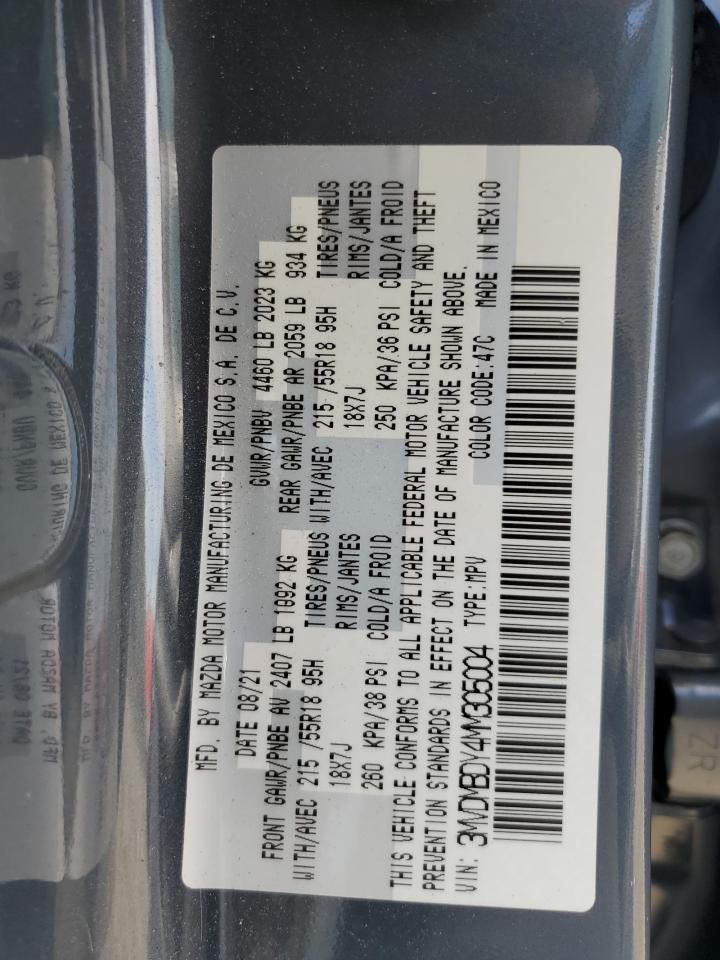 MFD. BY MAZDA MOTOR MANUFACTURING DE MEXICO S.A. DE C.V.
DATE 08/21 GVWR/PNBV 4460 LB 2023 KG
FRONT GAWR/PNBE AV 2407 LB 1092 KG REAR GAWR/PNBE AR 2059 LB 934 KG
WITH/AVEC 215 /55R18 95H TIRES/PNEUS WITH/AVEC 215 /55R18 95H TIRES/PNEUS
18X7J RIMS/JANTES 18X7J RIMS/JANTES
260 KPA/38 PSI COLD/A FROID 250 KPA/36 PSI COLD/A FROID
THIS VEHICLE CONFORMS TO ALL APPLICABLE FEDERAL MOTOR VEHICLE SAFETY AND THEFT
PREVENTION STANDARDS IN EFFECT ON THE DATE OF MANUFACTURE SHOWN ABOVE.
VIN: 3MVDMBDY4MM305004 TYPE:MPV COLOR CODE:47C MADE IN MEXICO
ZR